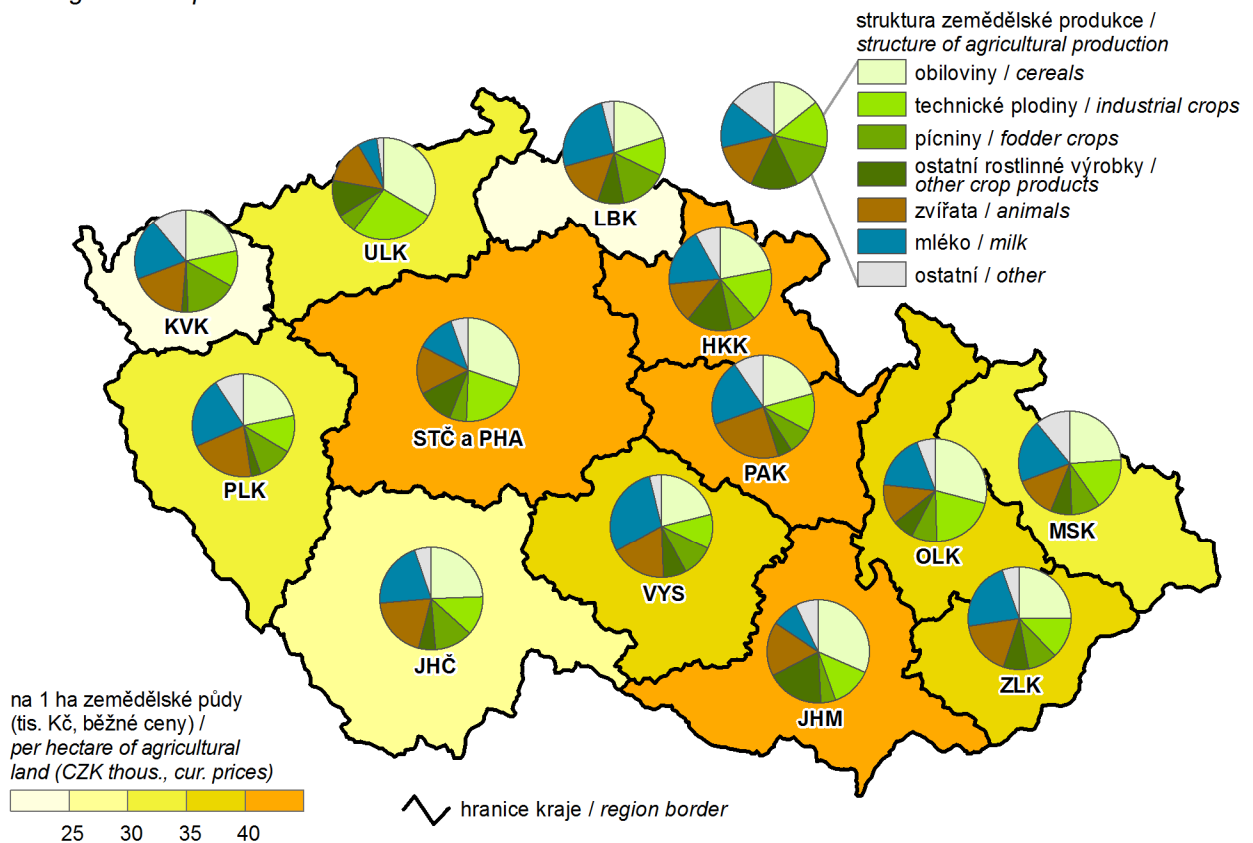 struktura zemědělské produkce /
structure of agricultural production
obiloviny / cereals
technické plodiny / industrial crops
pícniny / fodder crops
ostatní rostlinné výrobky /
other crop products
zvířata / animals
mléko / milk
ostatní / other
LBK
ULK
KVK
HKK
STČ a PHA
PAK
PLK
MSK
OLK
VYS
JHČ
ZLK
JHM
na 1 ha zemědělské půdy
(tis. Kč, běžné ceny) /
per hectare of agricultural
land (CZK thous., cur. prices)
25 30 35 40
hranice kraje / region border